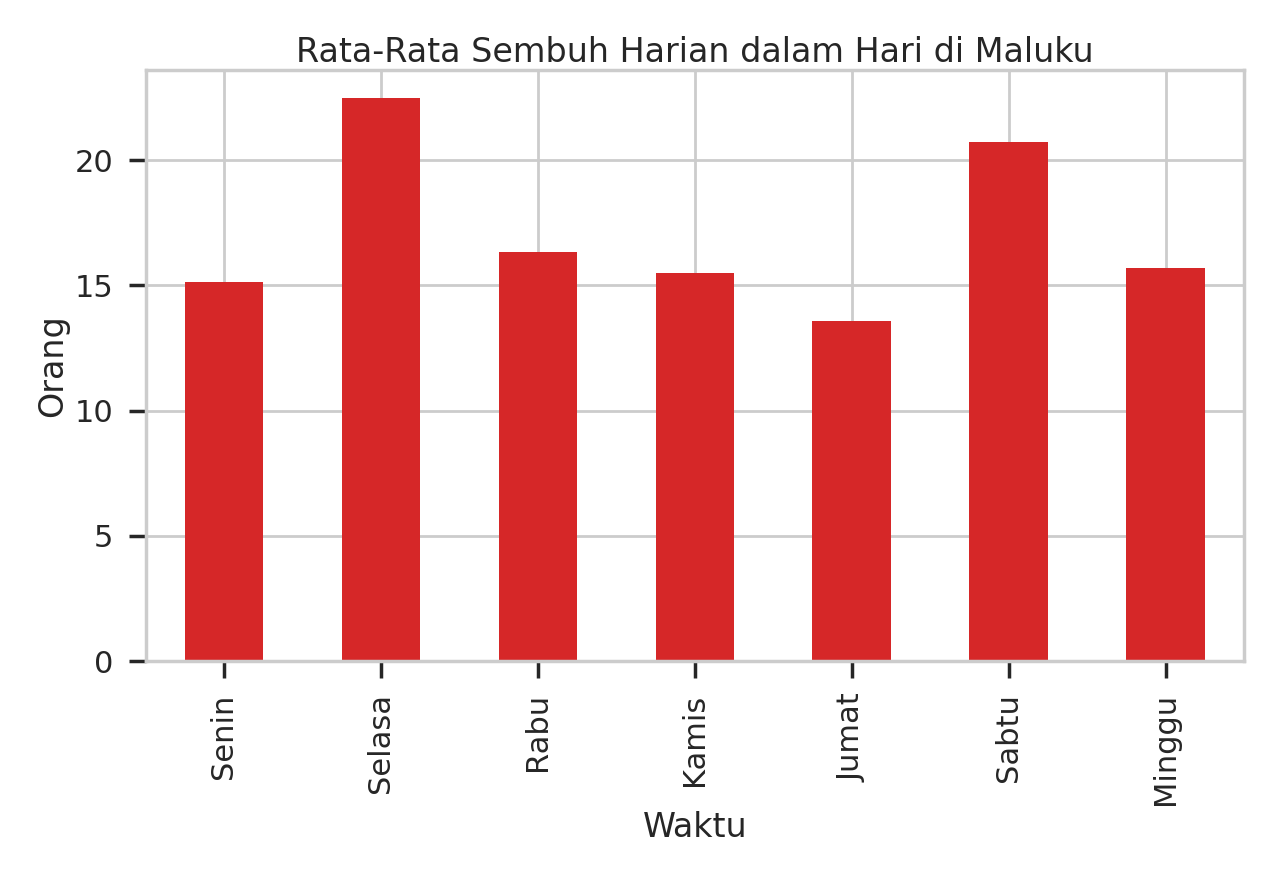 Rata-Rata Sembuh Harian dalam Hari di Maluku
Orang
20
15
10
5
0
Senin
Selasa
Rabu
Kamis
Jumat
Sabtu
Minggu
Waktu